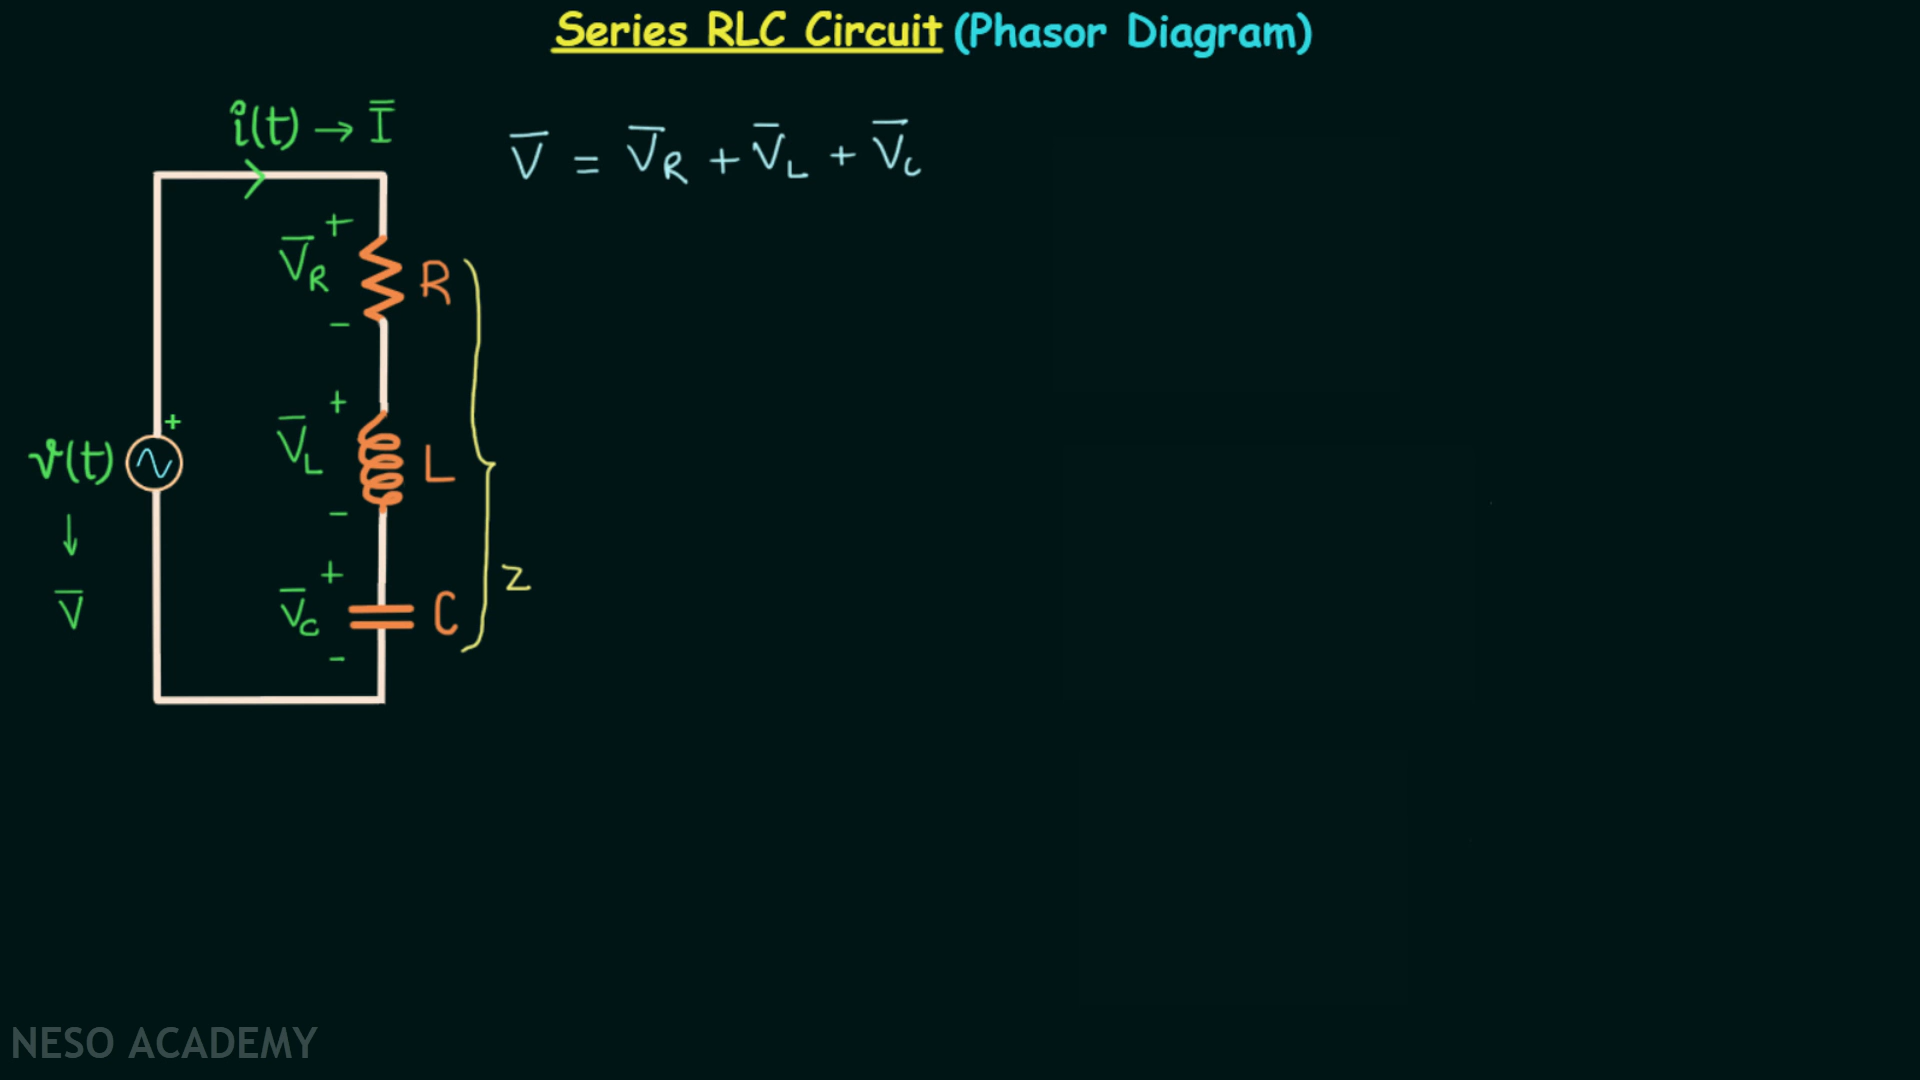 Series RLC Circuit (Phasor Diagram)
i(t) → I̅
V̅ = V̅R + V̅L + V̅C
+
V̅R
R
−
+
V̅L
L
−
+
v(t)
↓
V̅
+
V̅C
C
−
Z
NESO ACADEMY